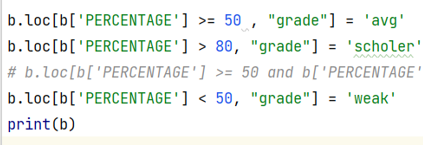 b.loc[b['PERCENTAGE'] >= 50 , "grade"] = 'avg'
b.loc[b['PERCENTAGE'] > 80, "grade"] = 'scholer'
# b.loc[b['PERCENTAGE'] >= 50 and b['PERCENTAGE'
b.loc[b['PERCENTAGE'] < 50, "grade"] = 'weak'
print(b)